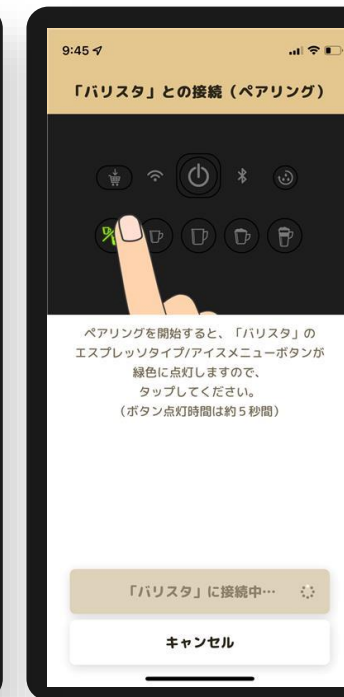 9:45
「バリスタ」との接続（ペアリング）
ペアリングを開始すると、「バリスタ」の
エスプレッソタイプ/アイスメニューボタンが
緑色に点灯しますので、
タップしてください。
（ボタン点灯時間は約５秒間）
「バリスタ」に接続中…
キャンセル